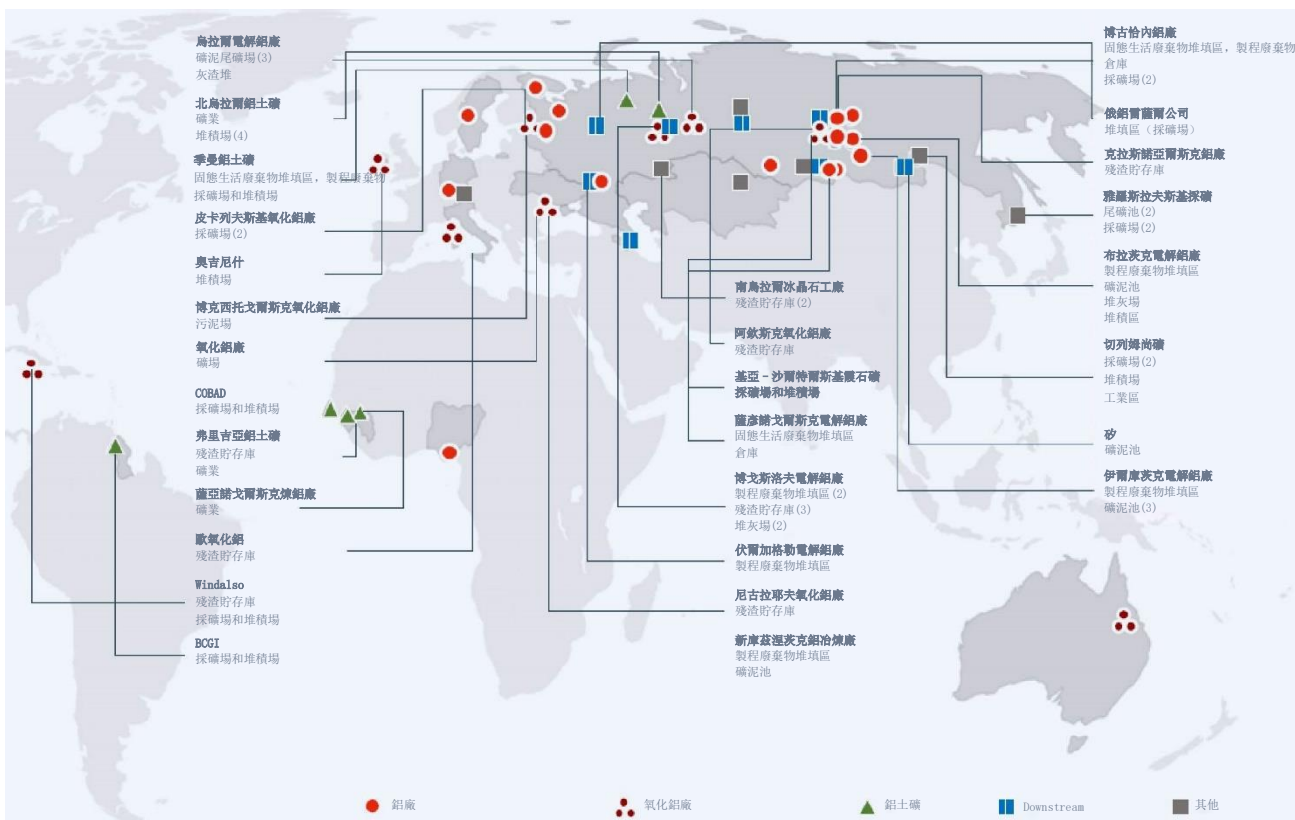 烏拉爾電解鋁廠
礦泥尾礦場(3)
灰渣堆
北烏拉爾鋁土礦
礦業
堆積場(4)
季曼鋁土礦
固態生活廢棄物堆填區，製程廢棄物
採礦場和堆積場
皮卡列夫斯基氧化鋁廠
採礦場(2)
奧吉尼什
堆積場
博克西托戈爾斯克氧化鋁廠
污泥場
氧化鋁廠
礦場
COBAD
採礦場和堆積場
弗里吉亞鋁土礦
殘渣貯存庫
礦業
薩亞諾戈爾斯克煉鋁廠
礦業
歐氧化鋁
殘渣貯存庫
Windalso
殘渣貯存庫
採礦場和堆積場
BCGI
採礦場和堆積場
南烏拉爾冰晶石工廠
殘渣貯存庫(2)
阿欽斯克氧化鋁廠
殘渣貯存庫
基亞-沙爾特爾斯基霞石礦
採礦場和堆積場
薩彥諾戈爾斯克電解鋁廠
固態生活廢棄物堆填區
倉庫
博戈斯洛夫電解鋁廠
製程廢棄物堆填區(2)
殘渣貯存庫(3)
堆灰場(2)
伏爾加格勒電解鋁廠
製程廢棄物堆填區
尼古拉耶夫氧化鋁廠
殘渣貯存庫
新庫茲涅茨克鋁冶煉廠
製程廢棄物堆填區
礦泥池
博古恰內鋁廠
固態生活廢棄物堆填區，製程廢棄物
倉庫
採礦場(2)
俄鋁雷薩爾公司
堆填區（採礦場）
克拉斯諾亞爾斯克鋁廠
殘渣貯存庫
雅羅斯拉夫斯基採礦
尾礦池(2)
採礦場(2)
布拉茨克電解鋁廠
製程廢棄物堆填區
礦泥池
堆灰場
堆積區
切列姆尚礦
採礦場(2)
堆積場
工業區
矽
礦泥池
伊爾庫茨克電解鋁廠
製程廢棄物堆填區
礦泥池(3)
鋁廠
氧化鋁廠
鋁土礦
Downstream
其他